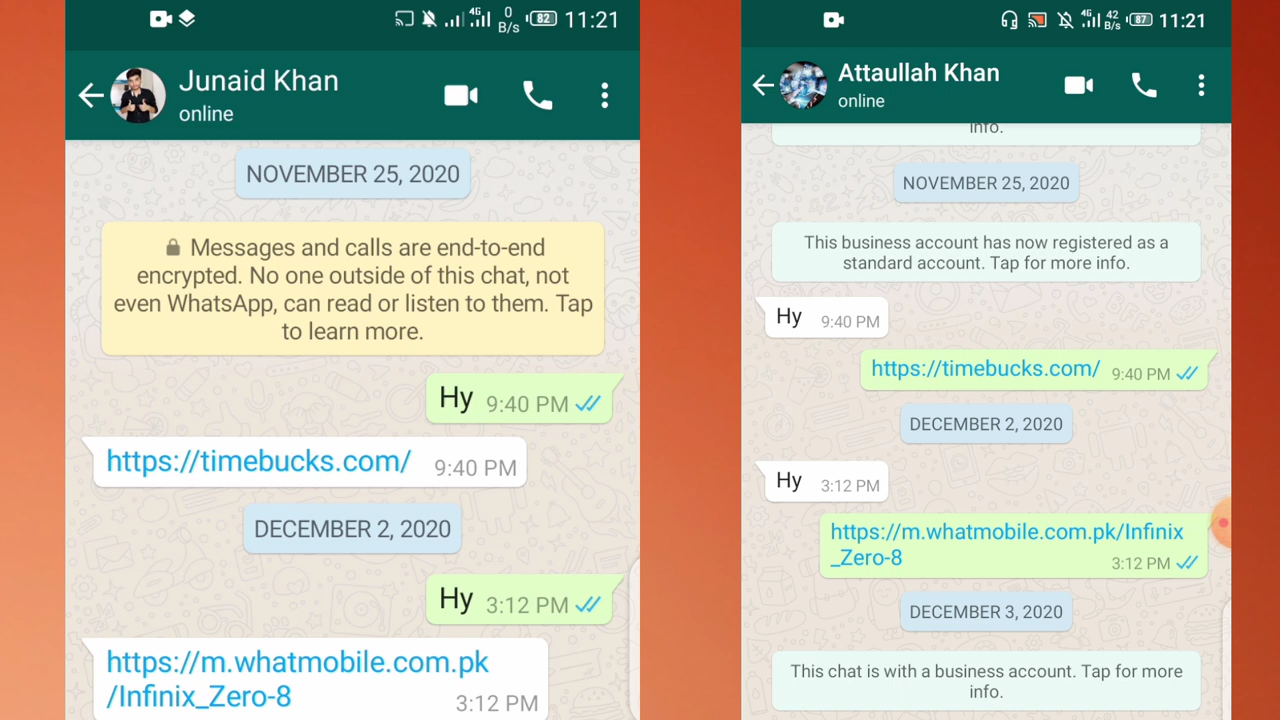 0
B/s
4G
82
11:21
Junaid Khan
online
NOVEMBER 25, 2020
Messages and calls are end-to-end
encrypted. No one outside of this chat, not
even WhatsApp, can read or listen to them. Tap
to learn more.
Hy 9:40 PM
https://timebucks.com/ 9:40 PM
DECEMBER 2, 2020
Hy 3:12 PM
https://m.whatmobile.com.pk
/Infinix_Zero-8 3:12 PM
4G
42
B/s
87
11:21
Attaullah Khan
online
info.
NOVEMBER 25, 2020
This business account has now registered as a
standard account. Tap for more info.
Hy 9:40 PM
https://timebucks.com/ 9:40 PM
DECEMBER 2, 2020
Hy 3:12 PM
https://m.whatmobile.com.pk/Infinix
_Zero-8 3:12 PM
DECEMBER 3, 2020
This chat is with a business account. Tap for more
info.